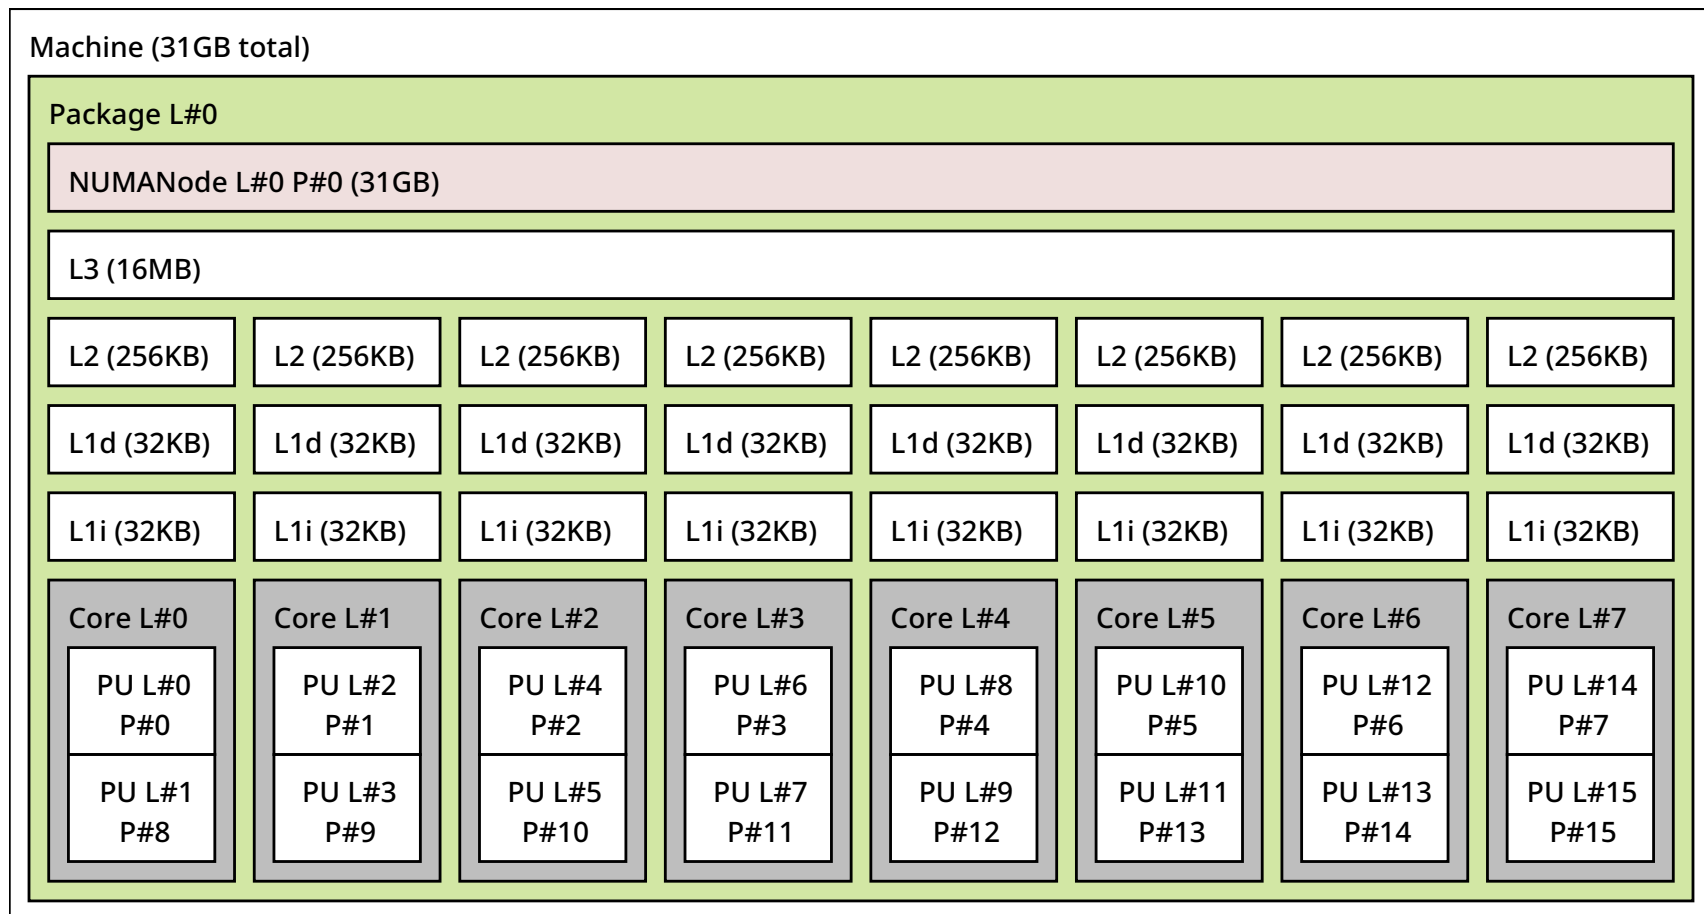 Machine (31GB total)
Package L#0
NUMANode L#0 P#0 (31GB)
L3 (16MB)
L2 (256KB) L2 (256KB) L2 (256KB) L2 (256KB) L2 (256KB) L2 (256KB) L2 (256KB) L2 (256KB)
L1d (32KB) L1d (32KB) L1d (32KB) L1d (32KB) L1d (32KB) L1d (32KB) L1d (32KB) L1d (32KB)
L1i (32KB) L1i (32KB) L1i (32KB) L1i (32KB) L1i (32KB) L1i (32KB) L1i (32KB) L1i (32KB)
Core L#0 Core L#1 Core L#2 Core L#3 Core L#4 Core L#5 Core L#6 Core L#7
PU L#0 PU L#2 PU L#4 PU L#6 PU L#8 PU L#10 PU L#12 PU L#14
P#0 P#1 P#2 P#3 P#4 P#5 P#6 P#7
PU L#1 PU L#3 PU L#5 PU L#7 PU L#9 PU L#11 PU L#13 PU L#15
P#8 P#9 P#10 P#11 P#12 P#13 P#14 P#15